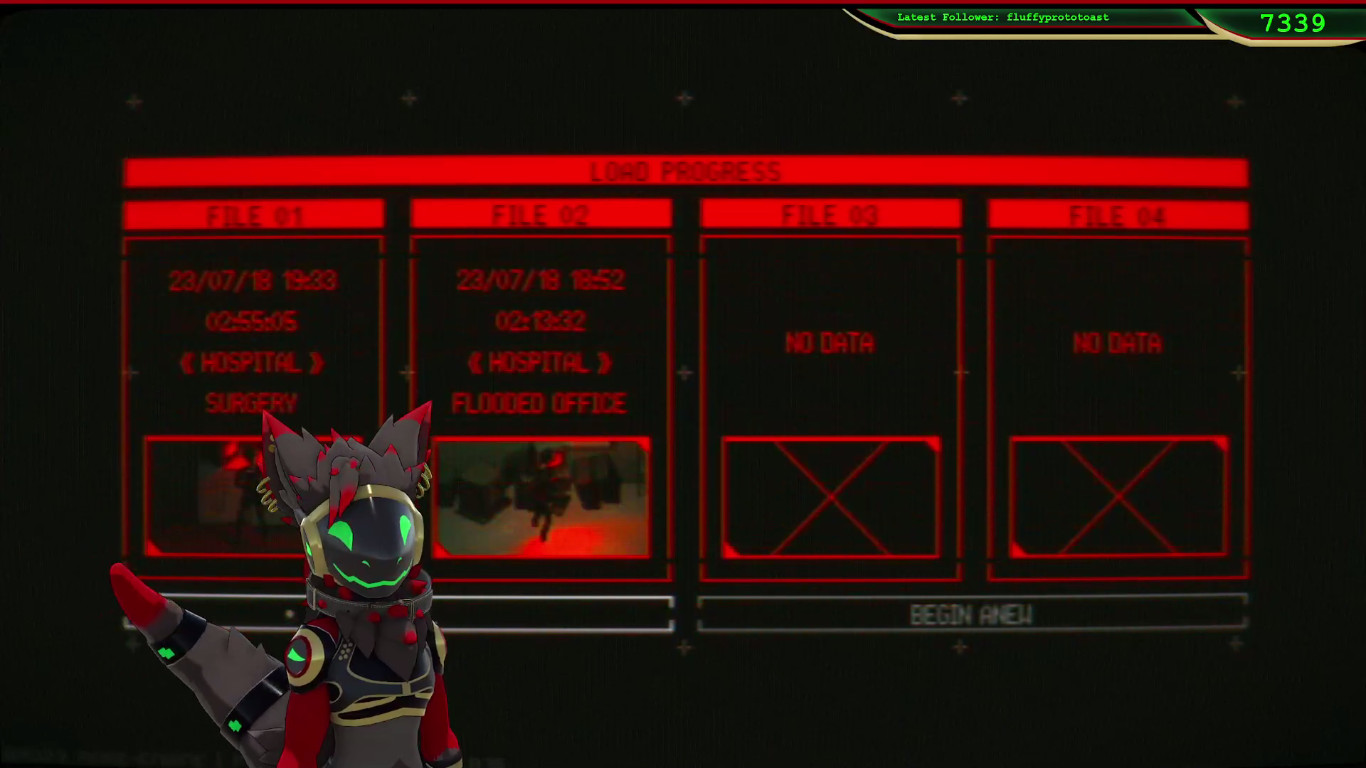 Latest Follower: fluffyprototoast
7339
LOAD PROGRESS
FILE 01
23/07/18 19:33
02:55:05
《 HOSPITAL 》
SURGERY
FILE 02
23/07/18 18:52
02:13:32
《 HOSPITAL 》
FLOODED OFFICE
FILE 03
NO DATA
FILE 04
NO DATA
BEGIN ANEW